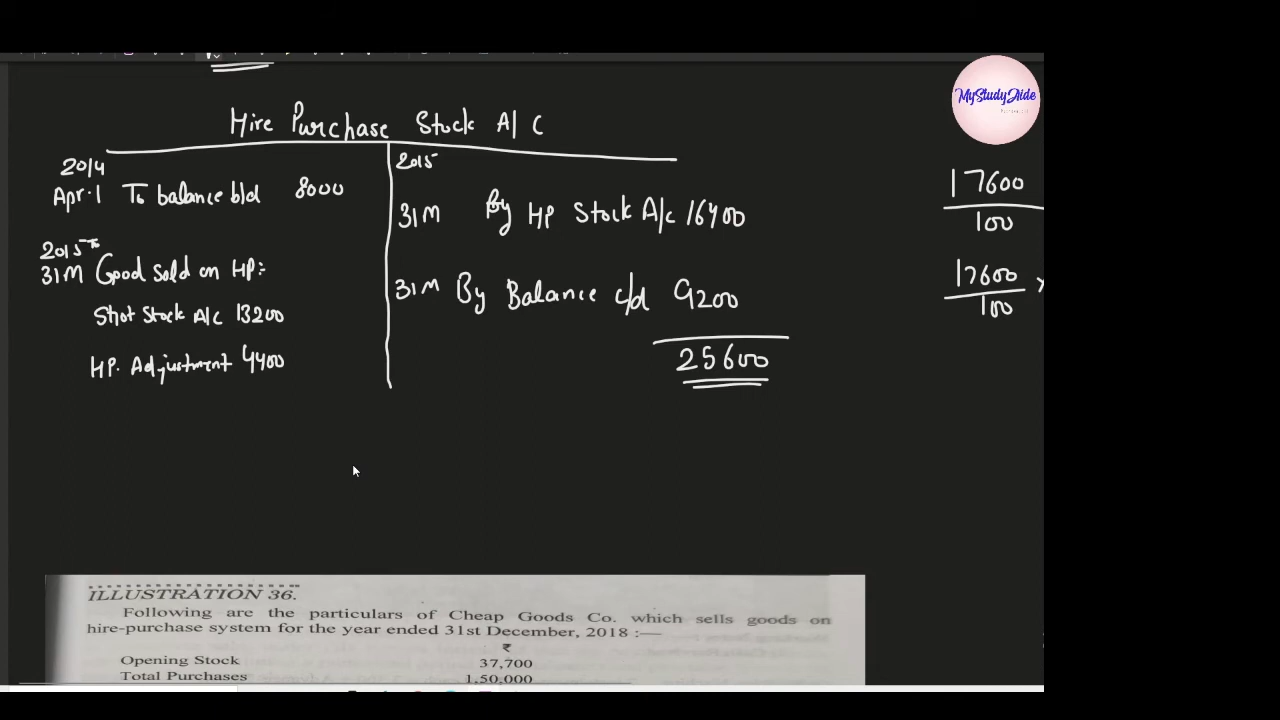 MyStudyAide
Hire Purchase Stock A/C
2014
Apr.1 To balance b/d 8000
2015 To
31M Good Sold on HP:
Shot Stock A/C 13200
HP. Adjustment 4400
2015
31M By HP Stock A/c 16400
31M By Balance c/d 9200
25600
17600
100
17600
100
ILLUSTRATION 36.
Following are the particulars of Cheap Goods Co. which sells goods on
hire-purchase system for the year ended 31st December, 2018 :—
₹
Opening Stock 37,700
Total Purchases 1,50,000